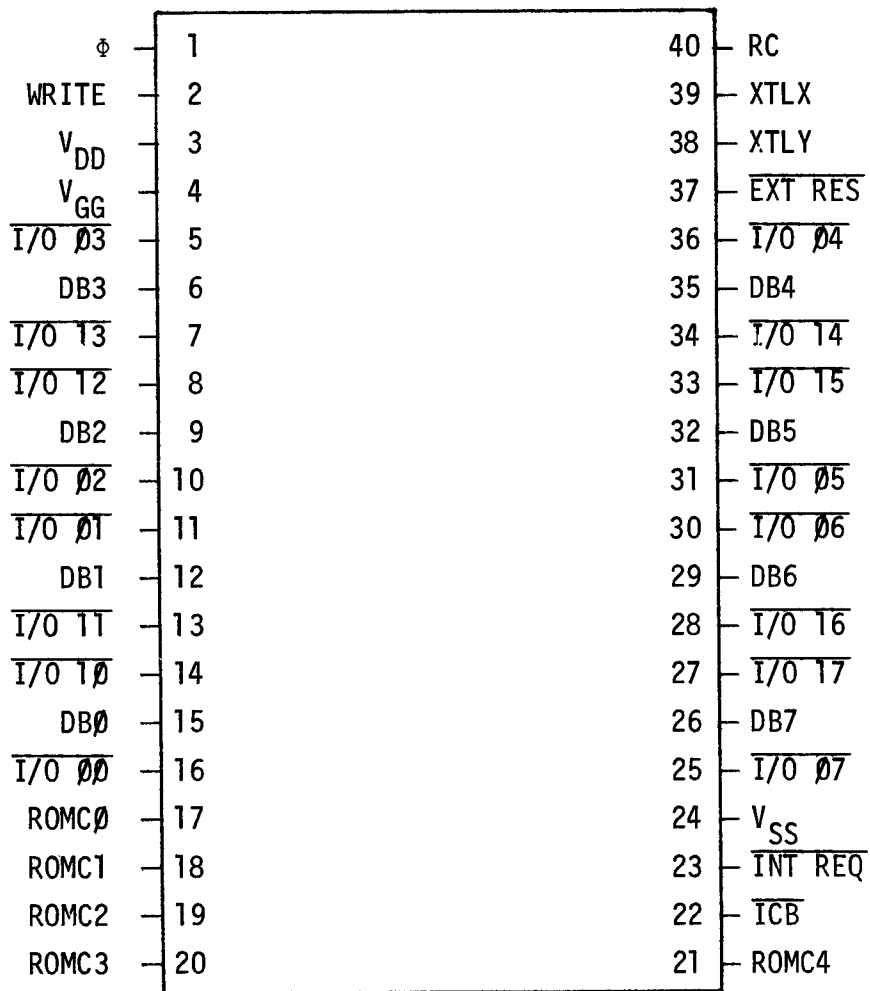 Φ 1 40 RC
WRITE 2 39 XTLX
VDD 3 38 XTLY
VGG 4 37 EXT RES
I/O Ø3 5 36 I/O Ø4
DB3 6 35 DB4
I/O 13 7 34 I/O 14
I/O 12 8 33 I/O 15
DB2 9 32 DB5
I/O Ø2 10 31 I/O Ø5
I/O Ø1 11 30 I/O Ø6
DB1 12 29 DB6
I/O 11 13 28 I/O 16
I/O 1Ø 14 27 I/O 17
DBØ 15 26 DB7
I/O ØØ 16 25 I/O Ø7
ROMCØ 17 24 VSS
ROMC1 18 23 INT REQ
ROMC2 19 22 ICB
ROMC3 20 21 ROMC4